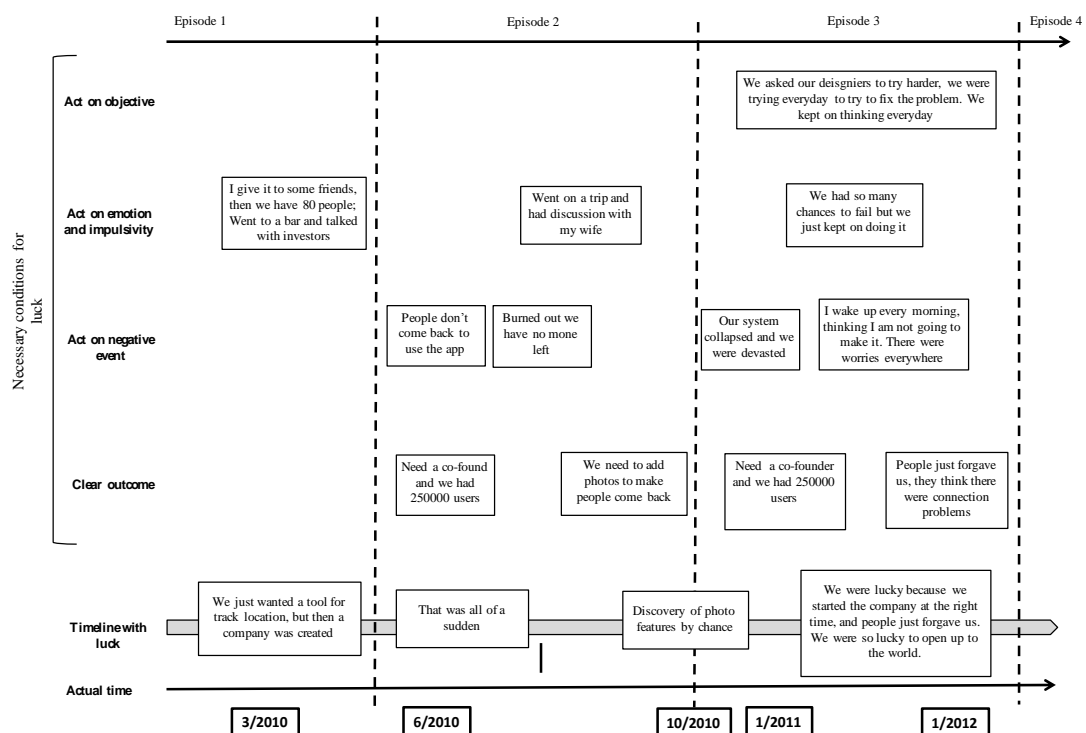 Episode 1
Episode 2
Episode 3
Episode 4
Necessary conditions for
luck
Act on objective
We asked our deisgniers to try harder, we were
trying everyday to try to fix the problem. We
kept on thinking everyday
Act on emotion
and impulsivity
I give it to some friends,
then we have 80 people;
Went to a bar and talked
with investors
Went on a trip and
had discussion with
my wife
We had so many
chances to fail but we
just kept on doing it
Act on negative
event
People don’t
come back to
use the app
Burned out we
have no mone
left
Our system
collapsed and we
were devasted
I wake up every morning,
thinking I am not going to
make it. There were
worries everywhere
Clear outcome
Need a co-found
and we had
250000 users
We need to add
photos to make
people come back
Need a co-founder
and we had 250000
users
People just forgave
us, they think there
were connection
problems
Timeline with
luck
We just wanted a tool for
track location, but then a
company was created
That was all of a
sudden
Discovery of photo
features by chance
We were lucky because we
started the company at the right
time, and people just forgave us.
We were so lucky to open up to
the world.
Actual time
3/2010
6/2010
10/2010
1/2011
1/2012